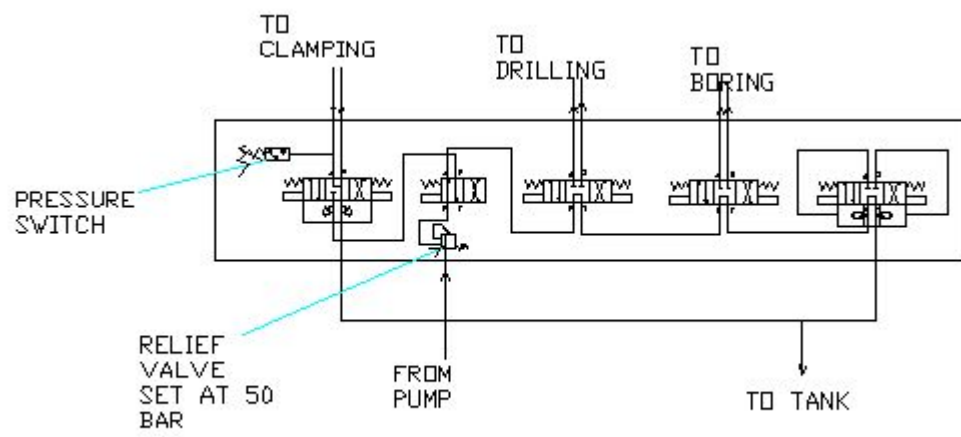 TO
CLAMPING
TO
DRILLING
TO
BORING
PRESSURE
SWITCH
RELIEF
VALVE
SET AT 50
BAR
FROM
PUMP
TO TANK